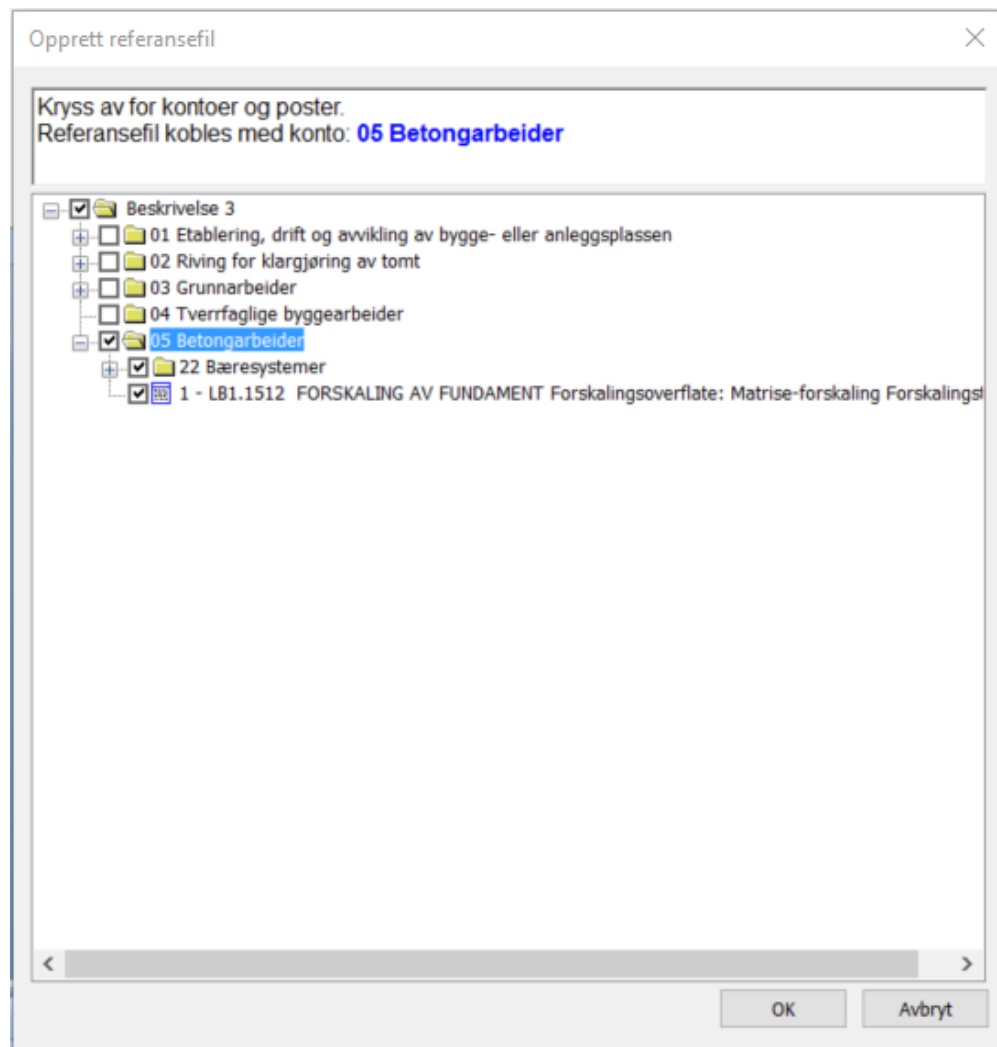 Opprett referansefil
Kryss av for kontoer og poster.
Referansefil kobles med konto: 05 Betongarbeider
Beskrivelse 3
01 Etablering, drift og avvikling av bygge- eller anleggsplassen
02 Riving for klargjøring av tomt
03 Grunnarbeider
04 Tverrfaglige byggearbeider
05 Betongarbeider
22 Bæresystemer
1 - LB1.1512 FORSKALING AV FUNDAMENT Forskalingsoverflate: Matrise-forskaling
OK Avbryt